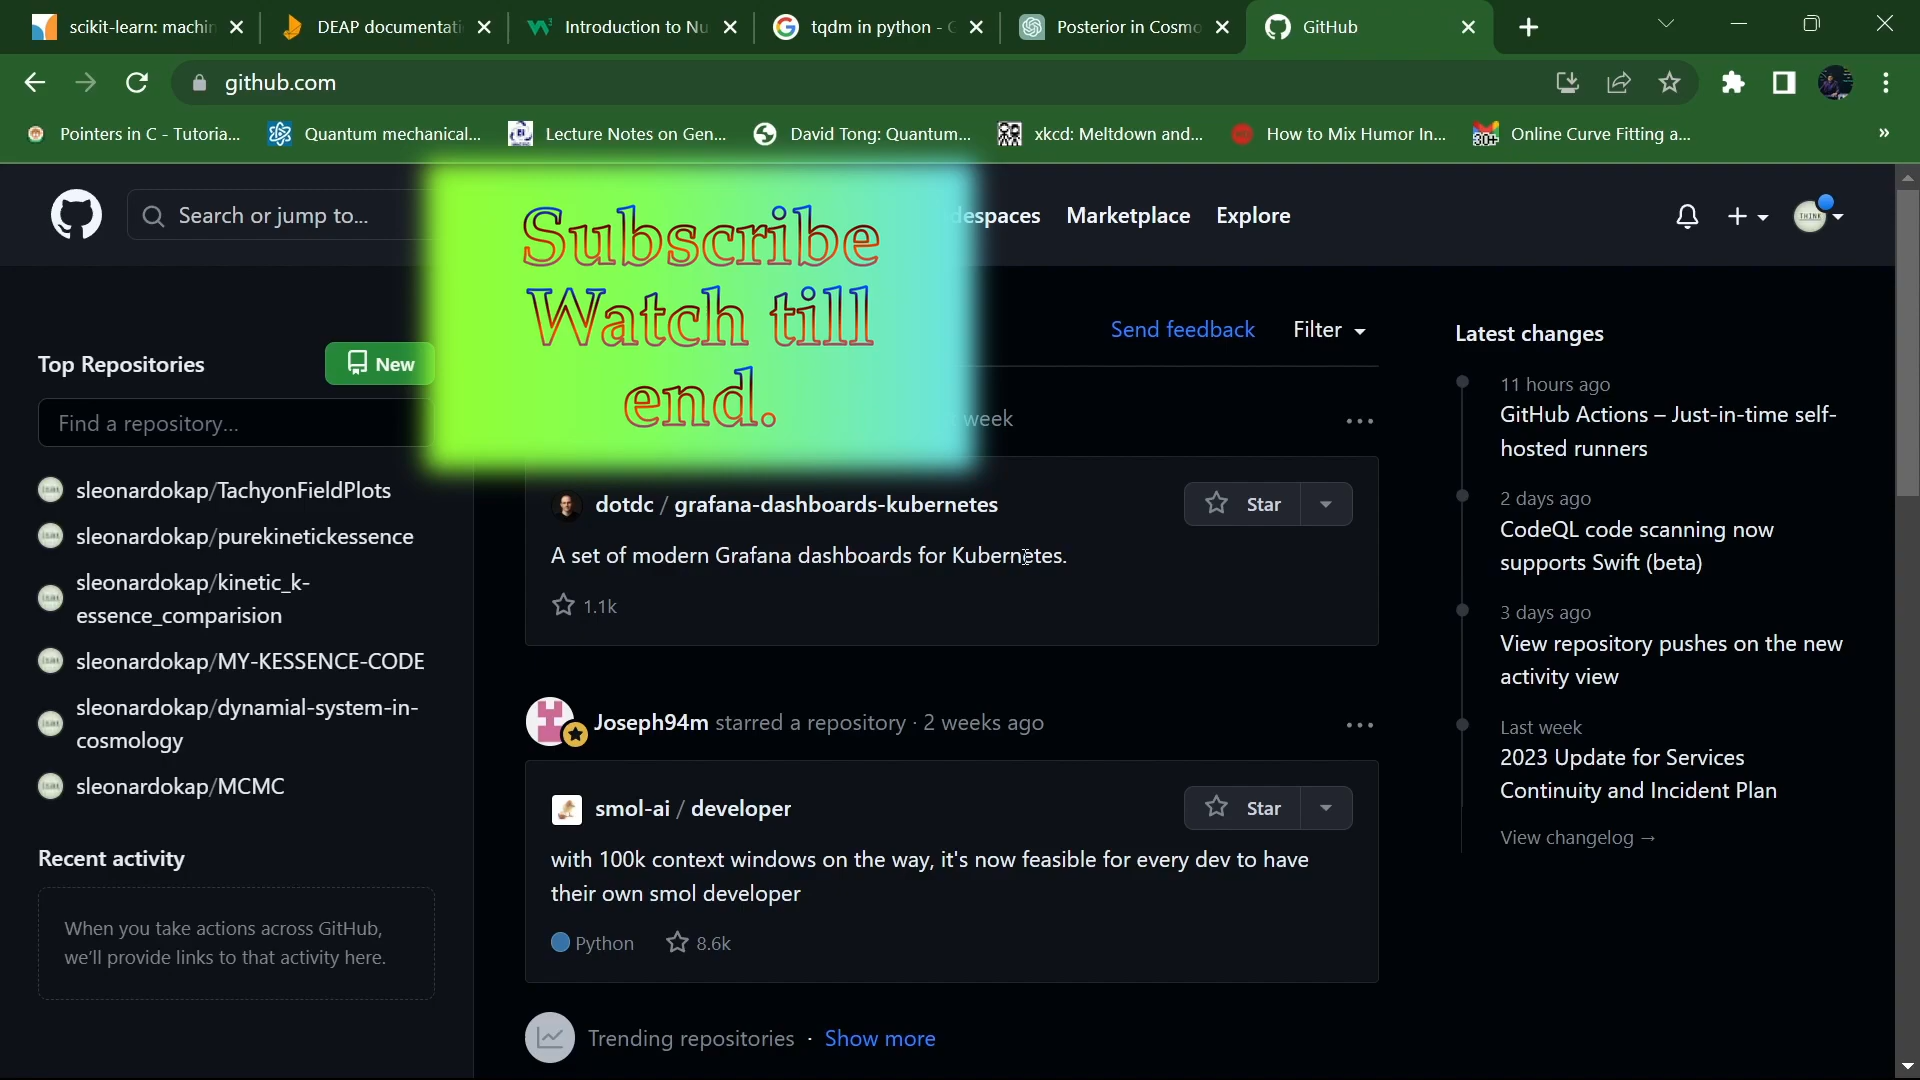 scikit-learn: machin
DEAP documentati
Introduction to Nu
tqdm in python -
Posterior in Cosmo
GitHub
github.com
Pointers in C - Tutoria...
Quantum mechanical...
Lecture Notes on Gen...
David Tong: Quantum...
xkcd: Meltdown and...
How to Mix Humor In...
30+
Online Curve Fitting a...
»
Search or jump to...
Subscribe
Watch till
end.
despaces
Marketplace
Explore
THINK
Send feedback
Filter
Top Repositories
New
Find a repository...
sleonardokap/TachyonFieldPlots
sleonardokap/purekinetickessence
sleonardokap/kinetic_k-
essence_comparision
sleonardokap/MY-KESSENCE-CODE
sleonardokap/dynamial-system-in-
cosmology
sleonardokap/MCMC
Recent activity
When you take actions across GitHub,
we'll provide links to that activity here.
week
dotdc / grafana-dashboards-kubernetes
Star
A set of modern Grafana dashboards for Kubernetes.
1.1k
Joseph94m starred a repository · 2 weeks ago
smol-ai / developer
Star
with 100k context windows on the way, it's now feasible for every dev to have
their own smol developer
Python
8.6k
Trending repositories · Show more
Latest changes
11 hours ago
GitHub Actions – Just-in-time self-
hosted runners
2 days ago
CodeQL code scanning now
supports Swift (beta)
3 days ago
View repository pushes on the new
activity view
Last week
2023 Update for Services
Continuity and Incident Plan
View changelog →